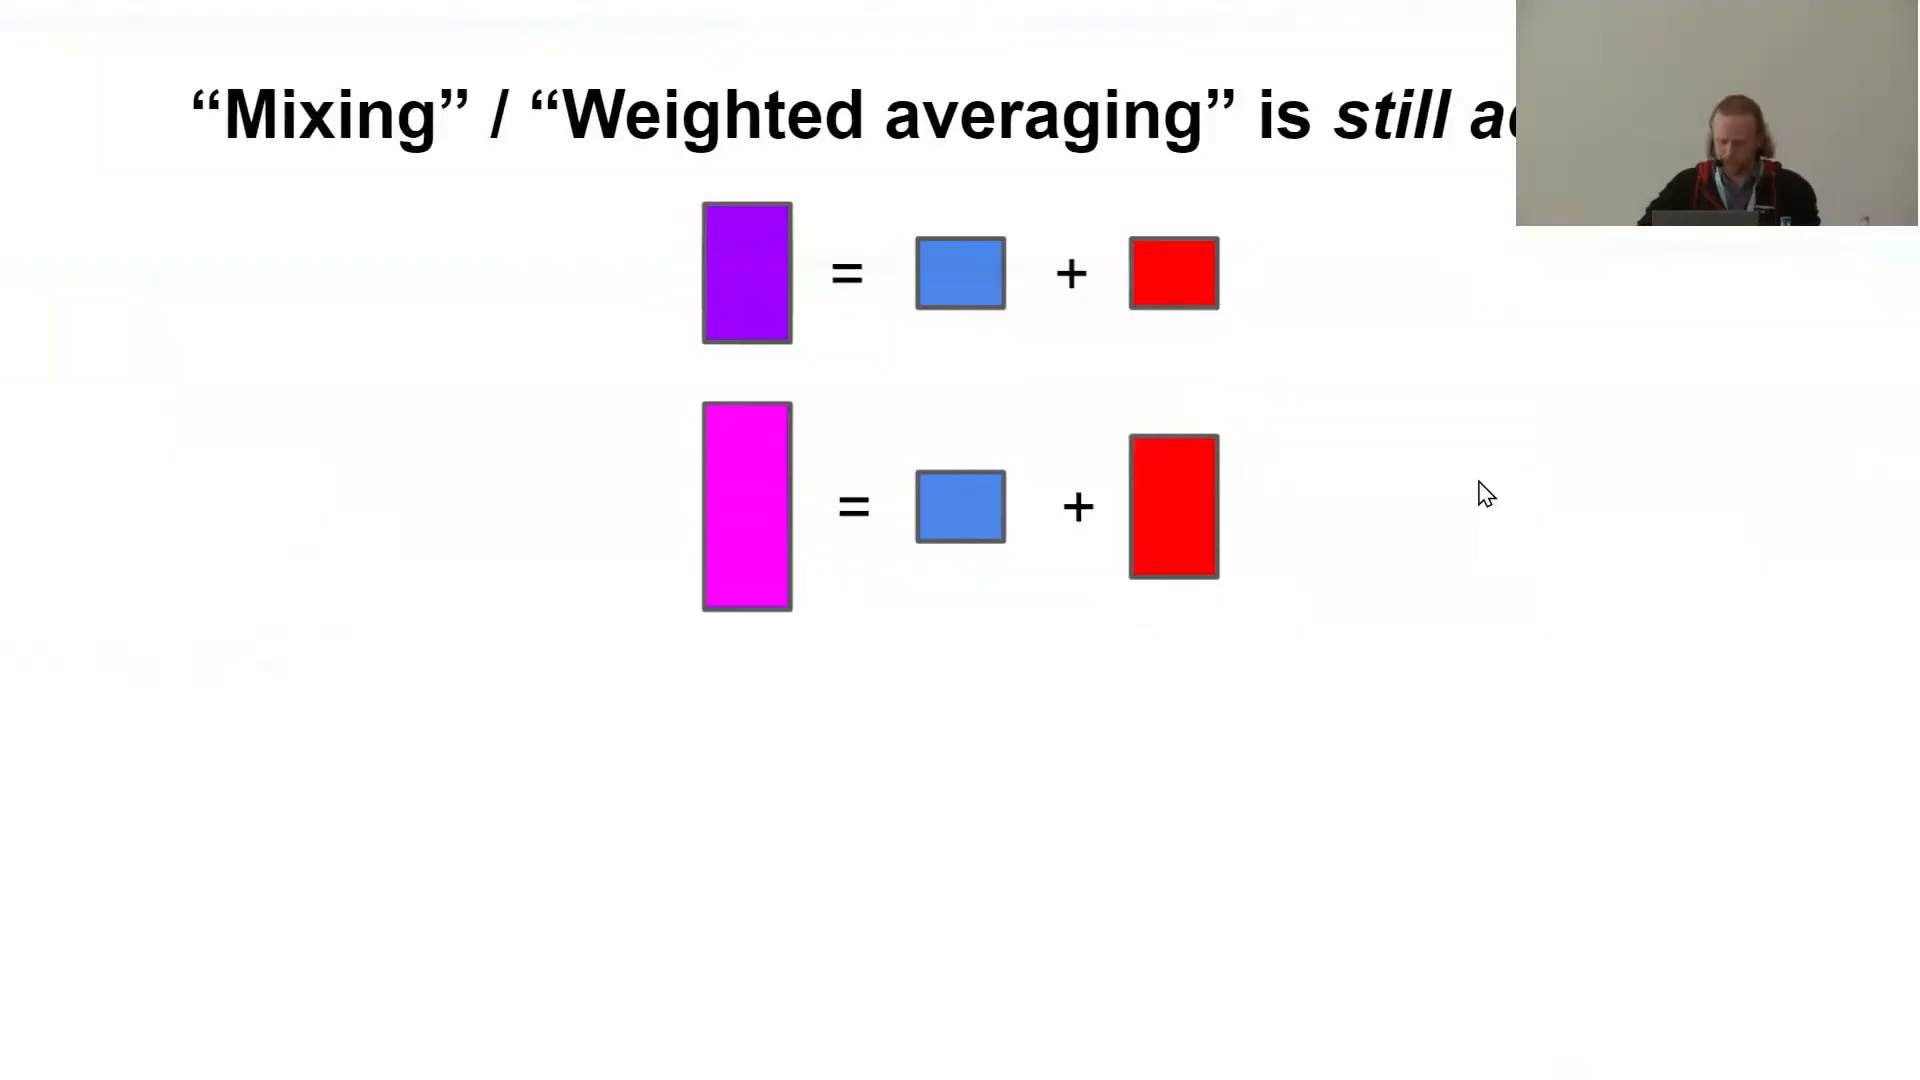 “Mixing” / “Weighted averaging” is still
= +
= +